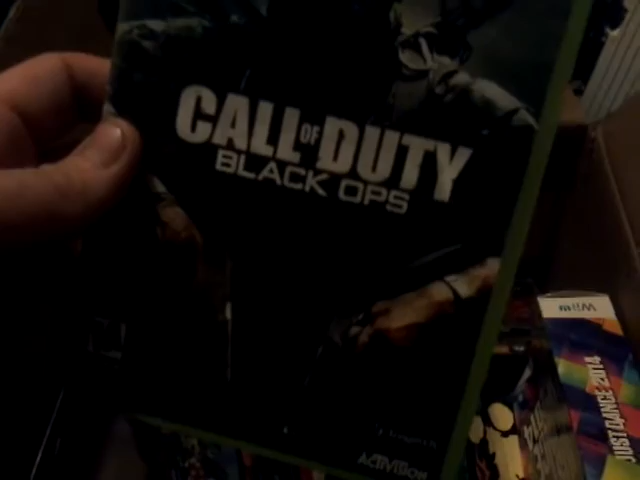 CALL OF DUTY
BLACK OPS
ACTIVISION
Wii U
JUST DANCE 2014